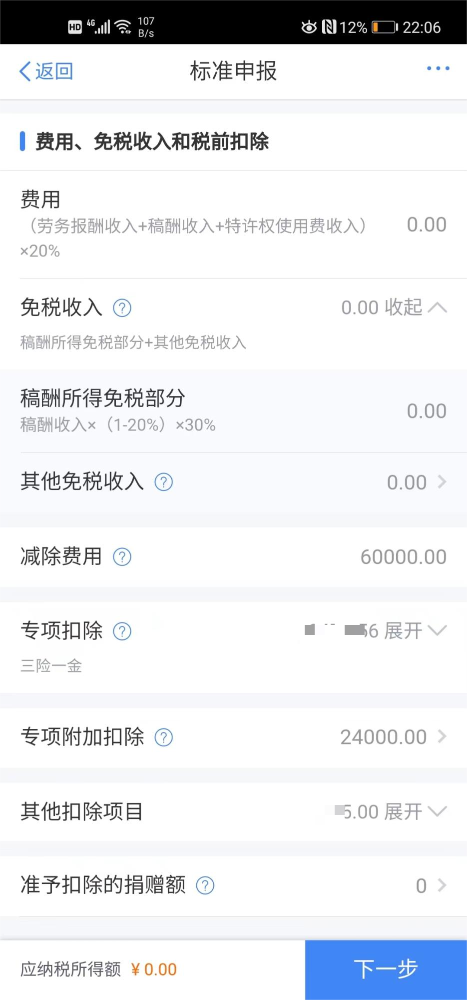 HD 4G 107 B/s 12% 22:06
返回 标准申报 ...
费用、免税收入和税前扣除
费用
（劳务报酬收入+稿酬收入+特许权使用费收入） 0.00
×20%
免税收入 ? 0.00 收起
稿酬所得免税部分+其他免税收入
稿酬所得免税部分 0.00
稿酬收入×（1-20%）×30%
其他免税收入 ? 0.00
减除费用 ? 60000.00
专项扣除 ? 6 展开
三险一金
专项附加扣除 ? 24000.00
其他扣除项目 5.00 展开
准予扣除的捐赠额 ? 0
应纳税所得额 ¥ 0.00 下一步